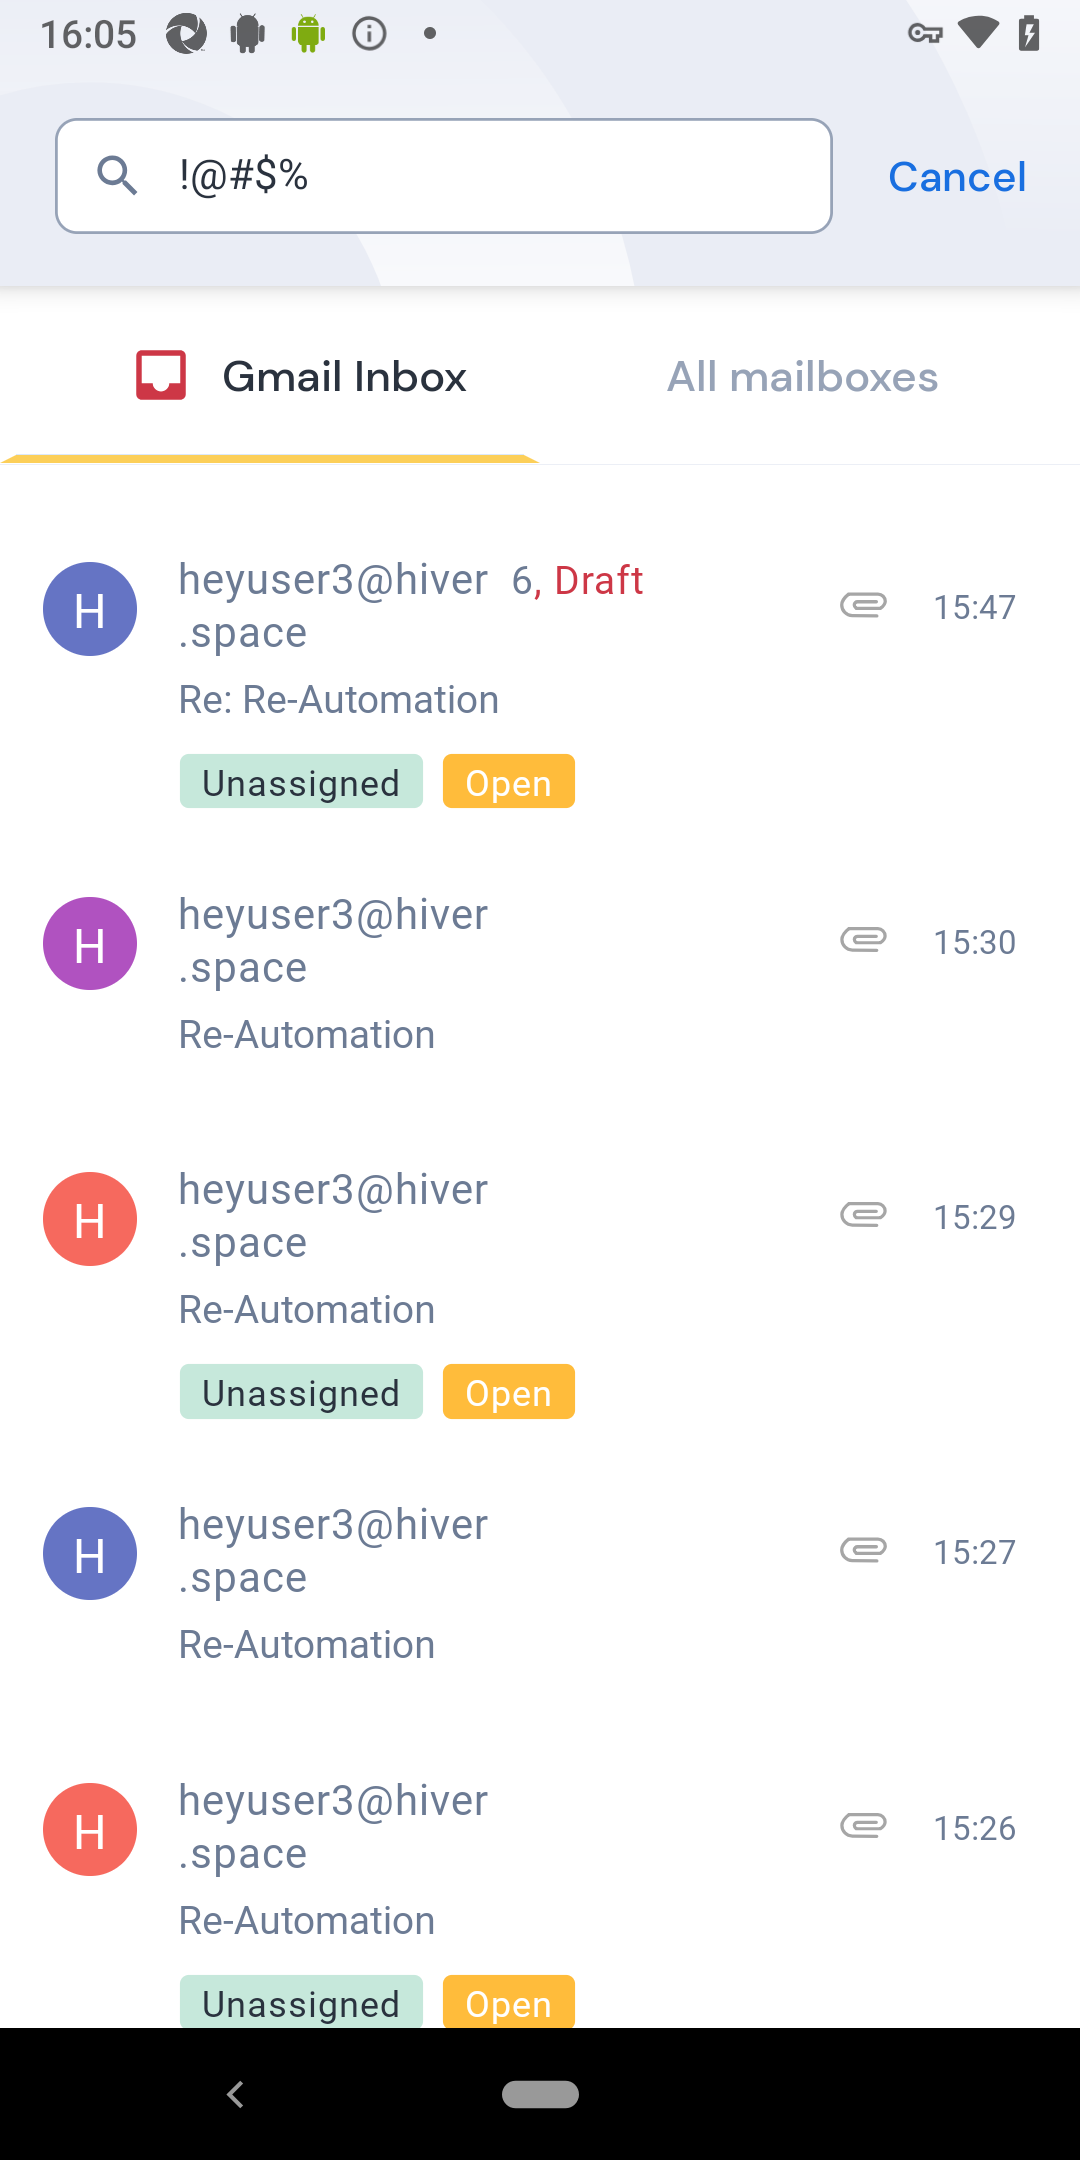 16:05
!@#$%
Cancel
Gmail Inbox
All mailboxes
H
heyuser3@hiver 6, Draft
.space
15:47
Re: Re-Automation
Unassigned Open
H
heyuser3@hiver
.space
15:30
Re-Automation
H
heyuser3@hiver
.space
15:29
Re-Automation
Unassigned Open
H
heyuser3@hiver
.space
15:27
Re-Automation
H
heyuser3@hiver
.space
15:26
Re-Automation
Unassigned Open